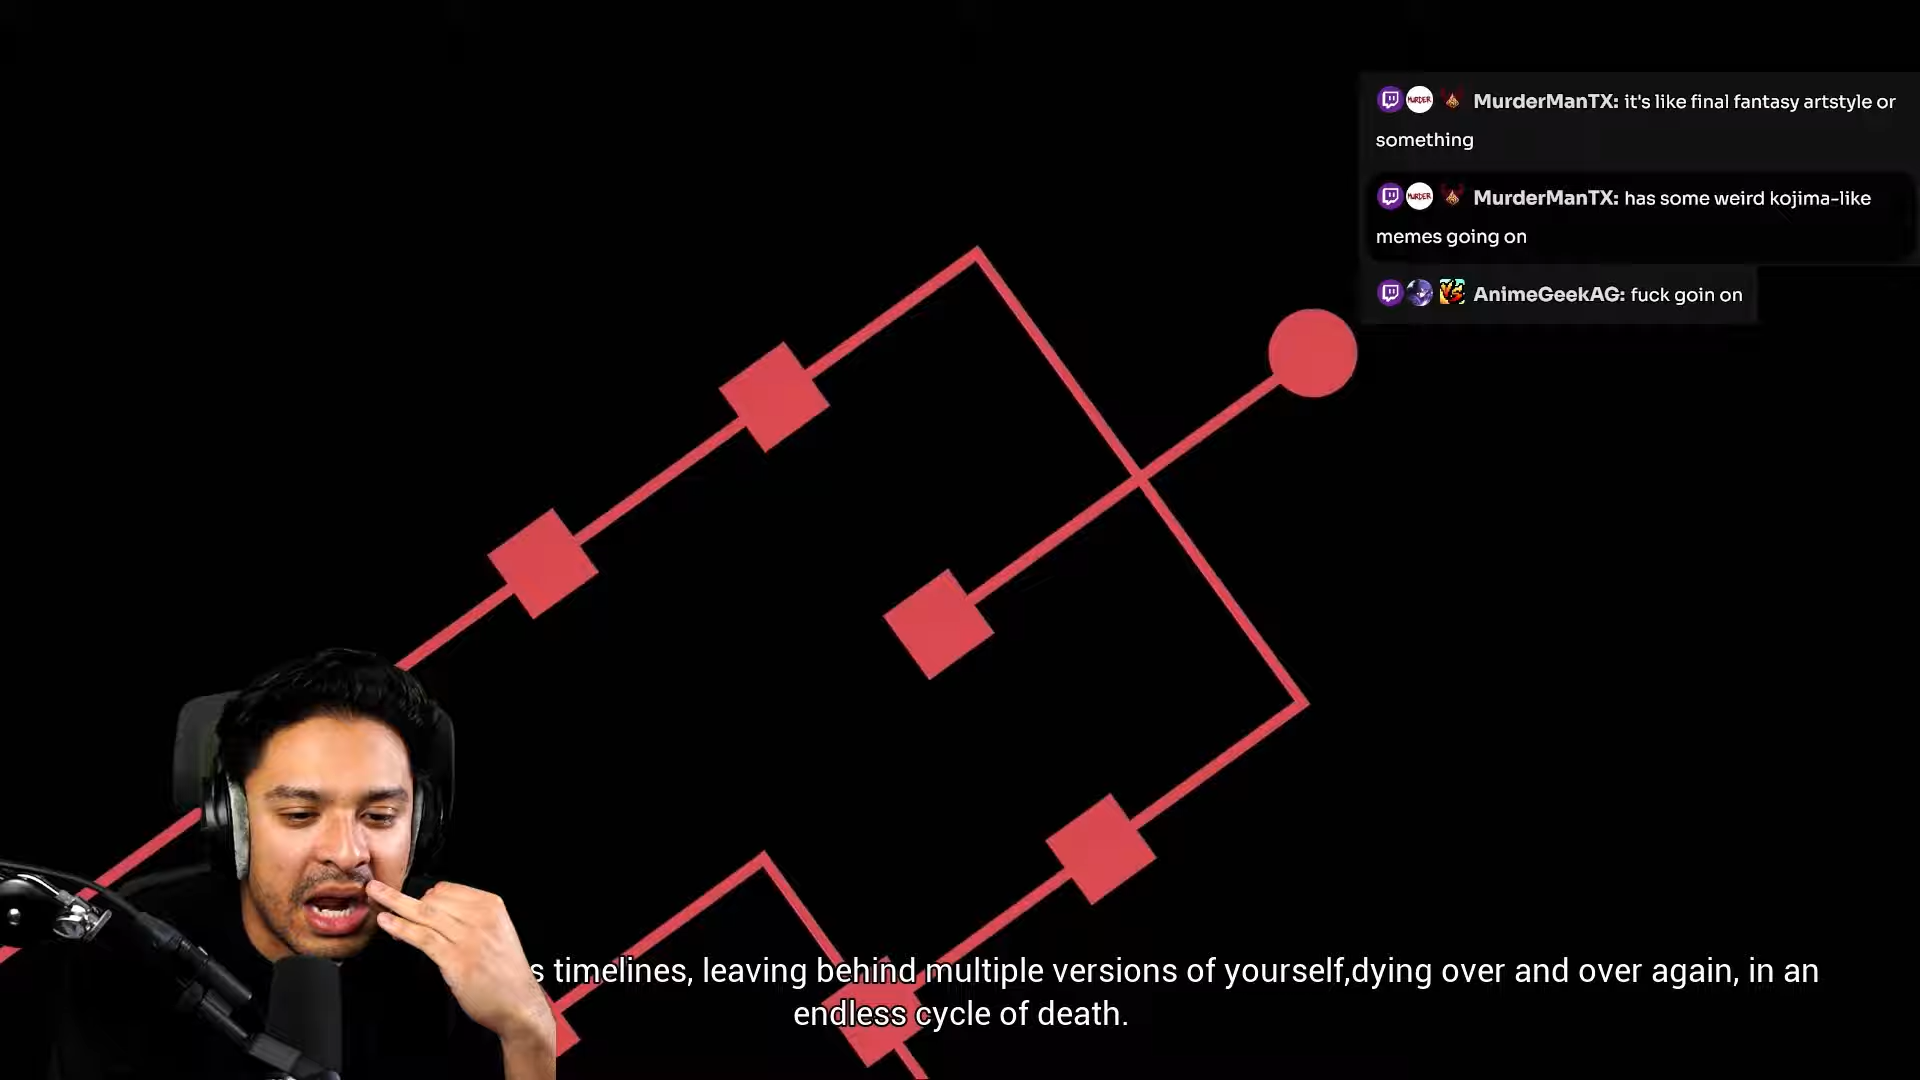 MurderManTX: it's like final fantasy artstyle or
something
MurderManTX: has some weird kojima-like
memes going on
AnimeGeekAG: fuck goin on
s timelines, leaving behind multiple versions of yourself,dying over and over again, in an
endless cycle of death.